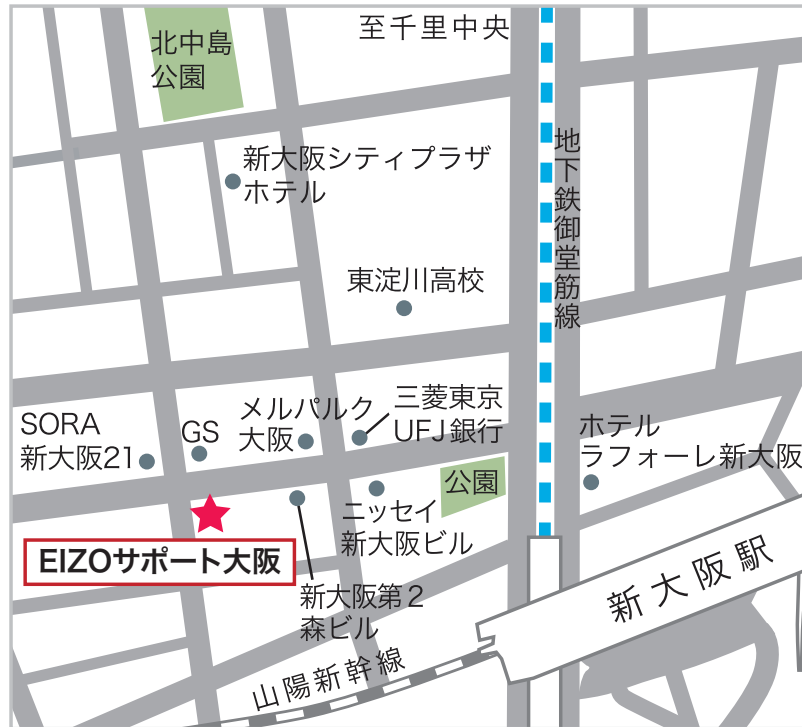 北中島
公園
至千里中央
新大阪シティプラザ
ホテル
地下鉄御堂筋線
東淀川高校
SORA
新大阪21
GS
メルパルク
大阪
三菱東京
UFJ銀行
ホテル
ラフォーレ新大阪
公園
ニッセイ
新大阪ビル
EIZOサポート大阪
新大阪第2
森ビル
新大阪駅
山陽新幹線